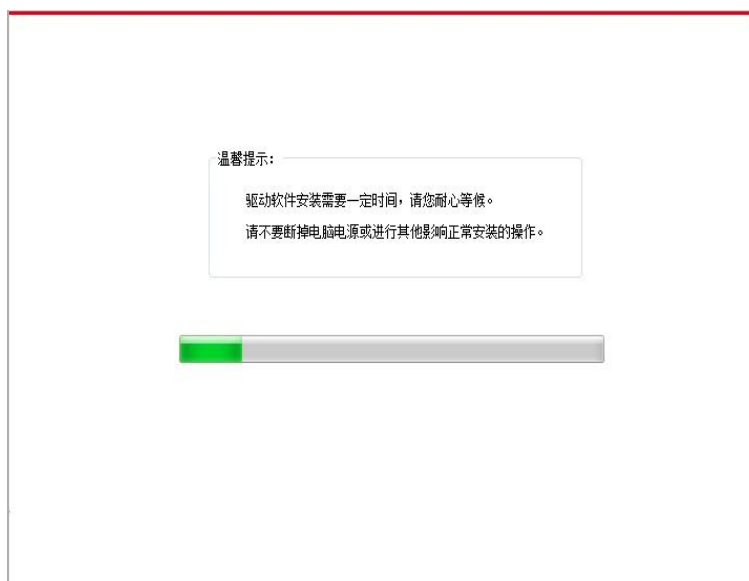 温馨提示：
驱动软件安装需要一定时间，请您耐心等候。
请不要断掉电脑电源或进行其他影响正常安装的操作。